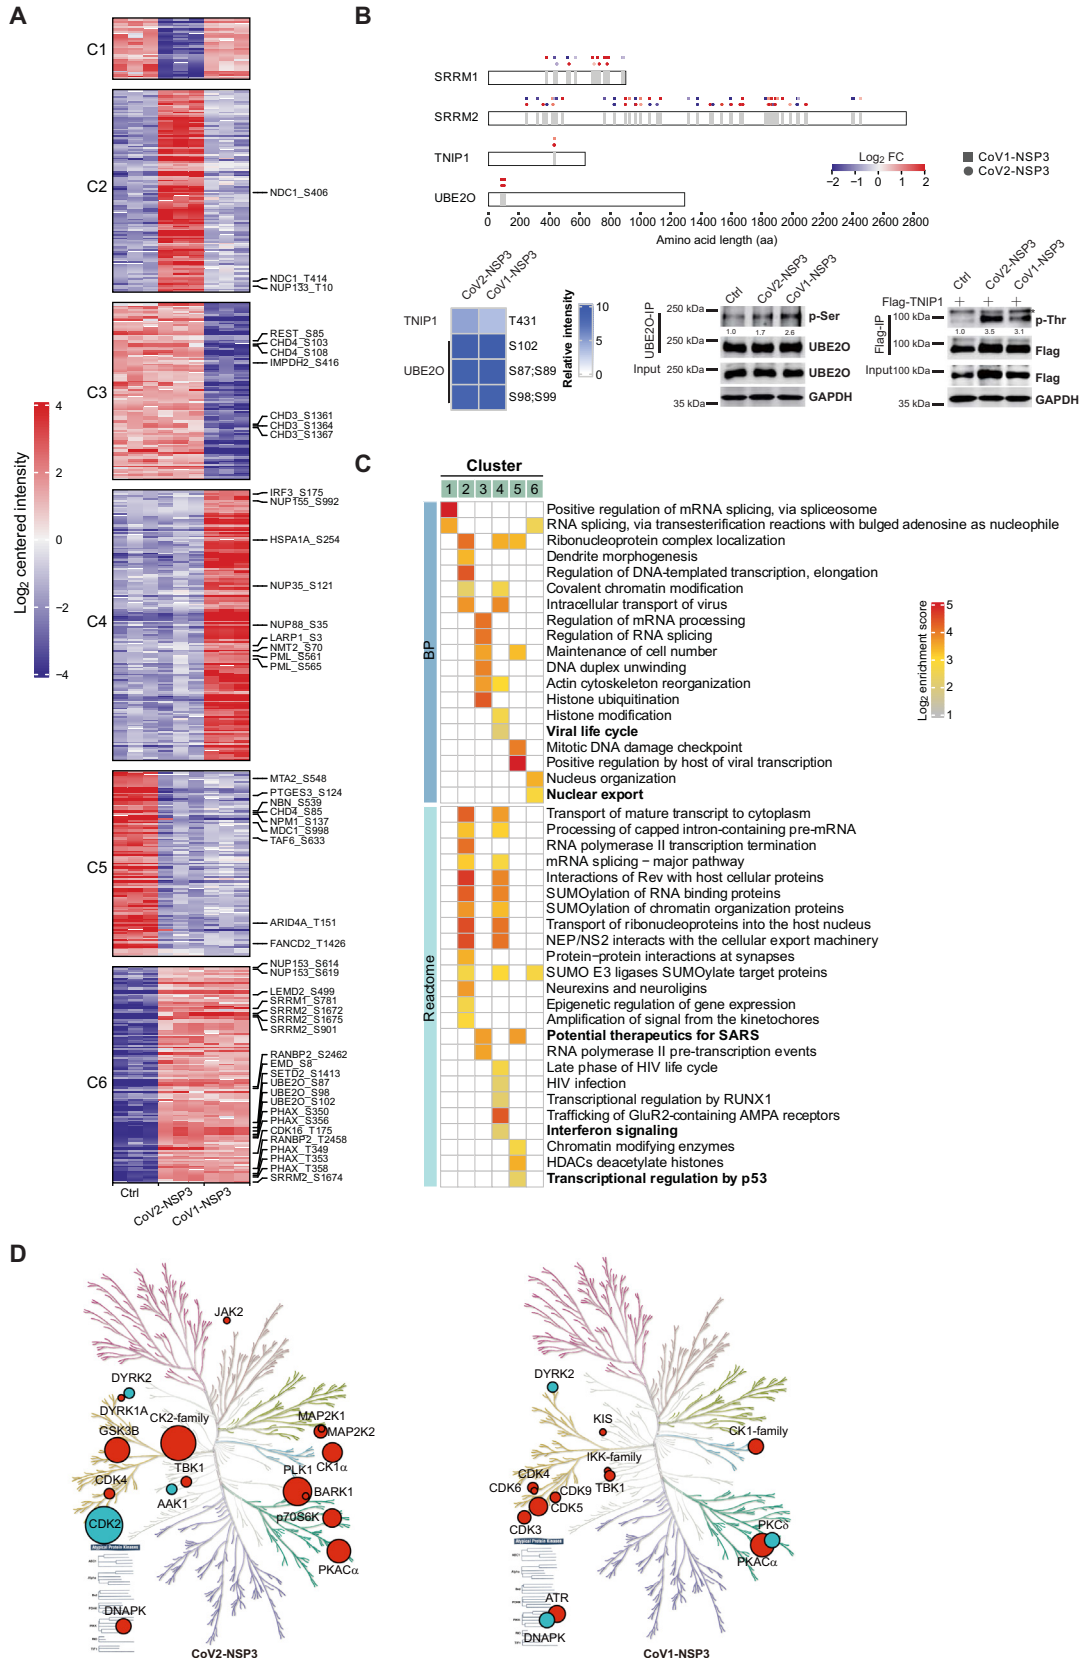 A
C1
C2
C3
C4
C5
C6
NDC1_S406
NDC1_T414
NUP133_T10
REST_S85
CHD4_S103
CHD4_S108
IMPDH2_S416
CHD3_S1361
CHD3_S1364
CHD3_S1367
IRF3_S175
NUP155_S992
HSPA1A_S254
NUP35_S121
NUP88_S35
LARP1_S3
NMT2_S70
PML_S561
PML_S565
MTA2_S548
PTGES3_S124
NBN_S539
CHD4_S85
NPM1_S137
MDC1_S998
TAF6_S633
ARID4A_T151
FANCD2_T1426
NUP153_S614
NUP153_S619
LEMD2_S499
SRRM1_S781
SRRM2_S1672
SRRM2_S1675
SRRM2_S901
RANBP2_S2462
EMD_S8
SETD2_S1413
UBE2O_S87
UBE2O_S98
UBE2O_S102
PHAX_S350
PHAX_S356
CDK16_T175
RANBP2_T2458
PHAX_T349
PHAX_T353
PHAX_T358
SRRM2_S1674
Log2 centered intensity
4
2
0
−2
−4
Ctrl
CoV2-NSP3
CoV1-NSP3
B
SRRM1
SRRM2
TNIP1
UBE2O
0 200 400 600 800 1000 1200 1400 1600 1800 2000 2200 2400 2600 2800
Amino acid length (aa)
Log2 FC
−2 −1 0 1 2
CoV1-NSP3
CoV2-NSP3
CoV2-NSP3
CoV1-NSP3
TNIP1
UBE2O
T431
S102
S87;S89
S98;S99
Relative intensity
10
5
0
Ctrl
CoV2-NSP3
CoV1-NSP3
UBE2O-IP
Input
250 kDa
250 kDa
35 kDa
p-Ser
1.0 1.7 2.6
UBE2O
UBE2O
GAPDH
Ctrl
CoV2-NSP3
CoV1-NSP3
Flag-TNIP1 + + +
Flag-IP
100 kDa
*
p-Thr
1.0 3.5 3.1
100 kDa
Flag
Input 100 kDa
Flag
35 kDa
GAPDH
C
Cluster
1 2 3 4 5 6
BP
Positive regulation of mRNA splicing, via spliceosome
RNA splicing, via transesterification reactions with bulged adenosine as nucleophile
Ribonucleoprotein complex localization
Dendrite morphogenesis
Regulation of DNA-templated transcription, elongation
Covalent chromatin modification
Intracellular transport of virus
Regulation of mRNA processing
Regulation of RNA splicing
Maintenance of cell number
DNA duplex unwinding
Actin cytoskeleton reorganization
Histone ubiquitination
Histone modification
Viral life cycle
Mitotic DNA damage checkpoint
Positive regulation by host of viral transcription
Nucleus organization
Nuclear export
Readome
Transport of mature transcript to cytoplasm
Processing of capped intron-containing pre-mRNA
RNA polymerase II transcription termination
mRNA splicing − major pathway
Interactions of Rev with host cellular proteins
SUMOylation of RNA binding proteins
SUMOylation of chromatin organization proteins
Transport of ribonucleoproteins into the host nucleus
NEP/NS2 interacts with the cellular export machinery
Protein−protein interactions at synapses
SUMO E3 ligases SUMOylate target proteins
Neurexins and neuroligins
Epigenetic regulation of gene expression
Amplification of signal from the kinetochores
Potential therapeutics for SARS
RNA polymerase II pre-transcription events
Late phase of HIV life cycle
HIV infection
Transcriptional regulation by RUNX1
Trafficking of GluR2-containing AMPA receptors
Interferon signaling
Chromatin modifying enzymes
HDACs deacetylate histones
Transcriptional regulation by p53
Log2 enrichment score
5
4
3
2
1
D
JAK2
DYRK2
DYRK1A
CK2-family
GSK3B
MAP2K1
MAP2K2
CK1α
TBK1
PLK1
CDK4
BARK1
AAK1
p70S6K
CDK2
PKACα
Atypical Protein Kinases
DNAPK
CoV2-NSP3
DYRK2
KIS
CK1-family
IKK-family
CDK4
TBK1
CDK6
CDK9
CDK5
CDK3
PKCδ
PKACα
Atypical Protein Kinases
ATR
DNAPK
CoV1-NSP3